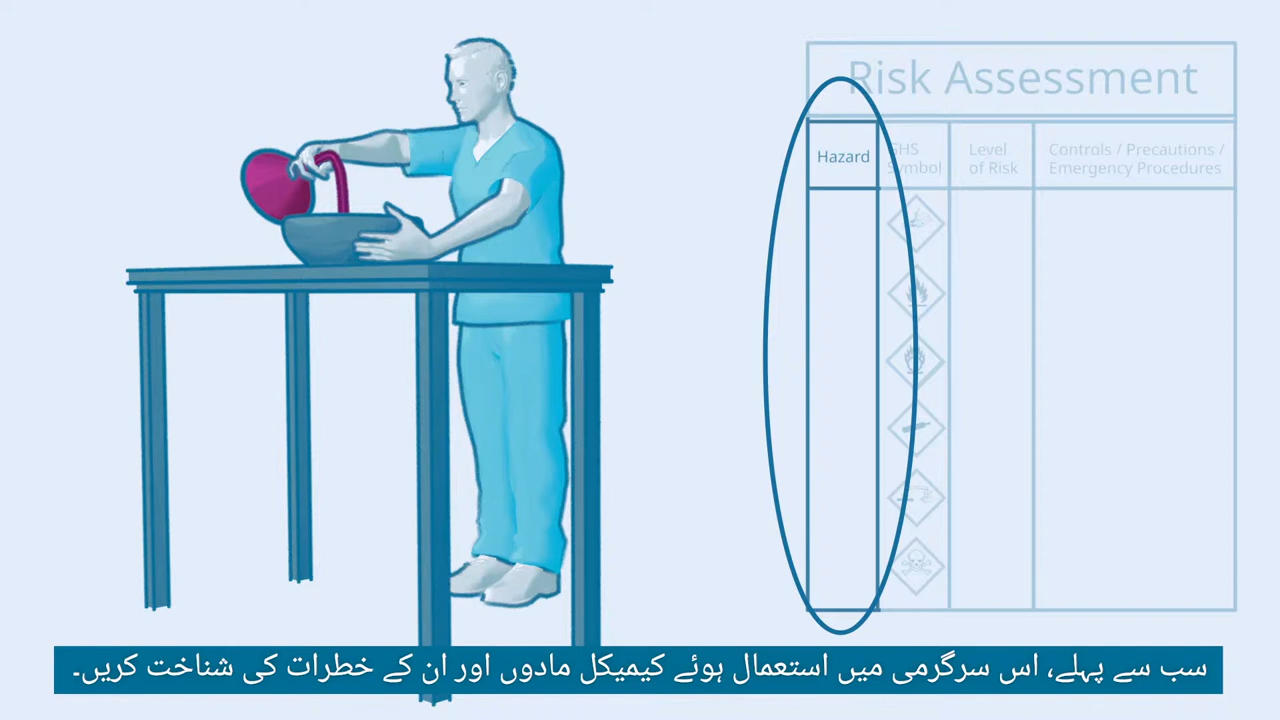 Risk Assessment
Hazard
GHS Symbol
Level of Risk
Controls / Precautions /
Emergency Procedures
سب سے پہلے، اس سرگرمی میں استعمال ہوئے کیمیکل مادوں اور ان کے خطرات کی شناخت کریں۔